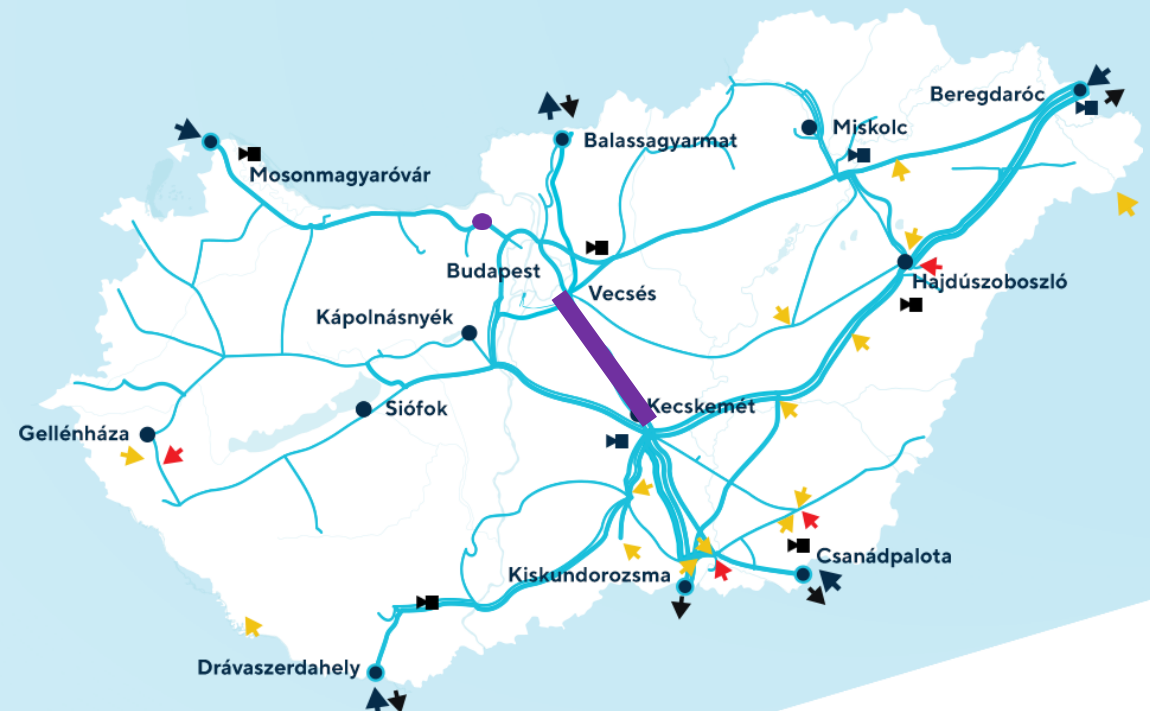 Beregdaróc
Miskolc
Balassagyarmat
Mosonmagyaróvár
Budapest
Hajdúszoboszló
Vecsés
Kápolnásnyék
Kecskemét
Siófok
Gellénháza
Csanádpalota
Kiskundorozsma
Drávaszerdahely